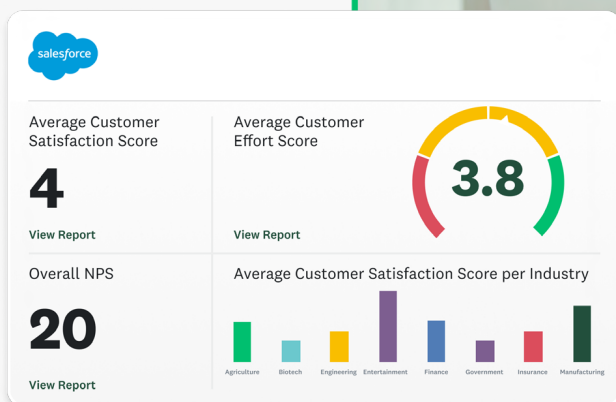 salesforce
Average Customer
Satisfaction Score
4
View Report
Average Customer
Effort Score
3.8
View Report
Overall NPS
20
View Report
Average Customer Satisfaction Score per Industry
Agriculture Biotech Engineering Entertainment Finance Government Insurance Manufacturing